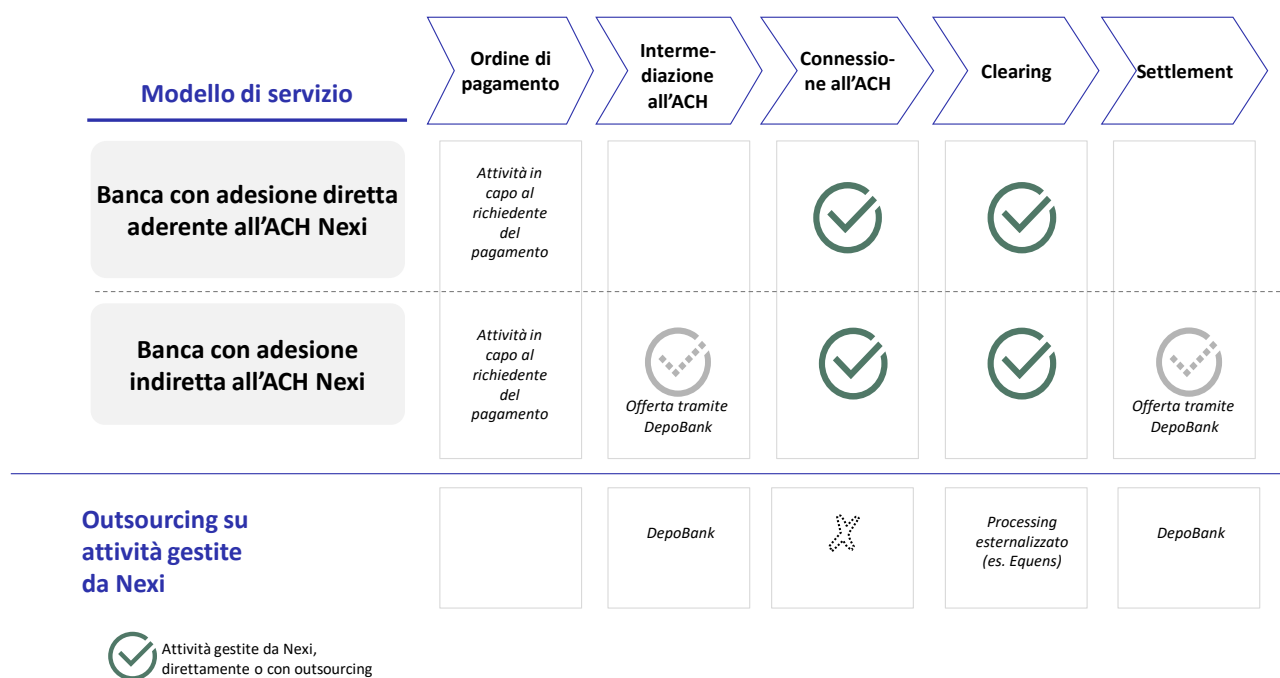 Modello di servizio
Ordine di
pagamento
Interme-
diazione
all'ACH
Connessio-
ne all'ACH
Clearing
Settlement
Banca con adesione diretta
aderente all'ACH Nexi
Attività in
capo al
richiedente
del
pagamento
Banca con adesione
indiretta all'ACH Nexi
Attività in
capo al
richiedente
del
pagamento
Offerta tramite
DepoBank
Offerta tramite
DepoBank
Outsourcing su
attività gestite
da Nexi
DepoBank
X
Processing
esternalizzato
(es. Equens)
DepoBank
Attività gestite da Nexi,
direttamente o con outsourcing